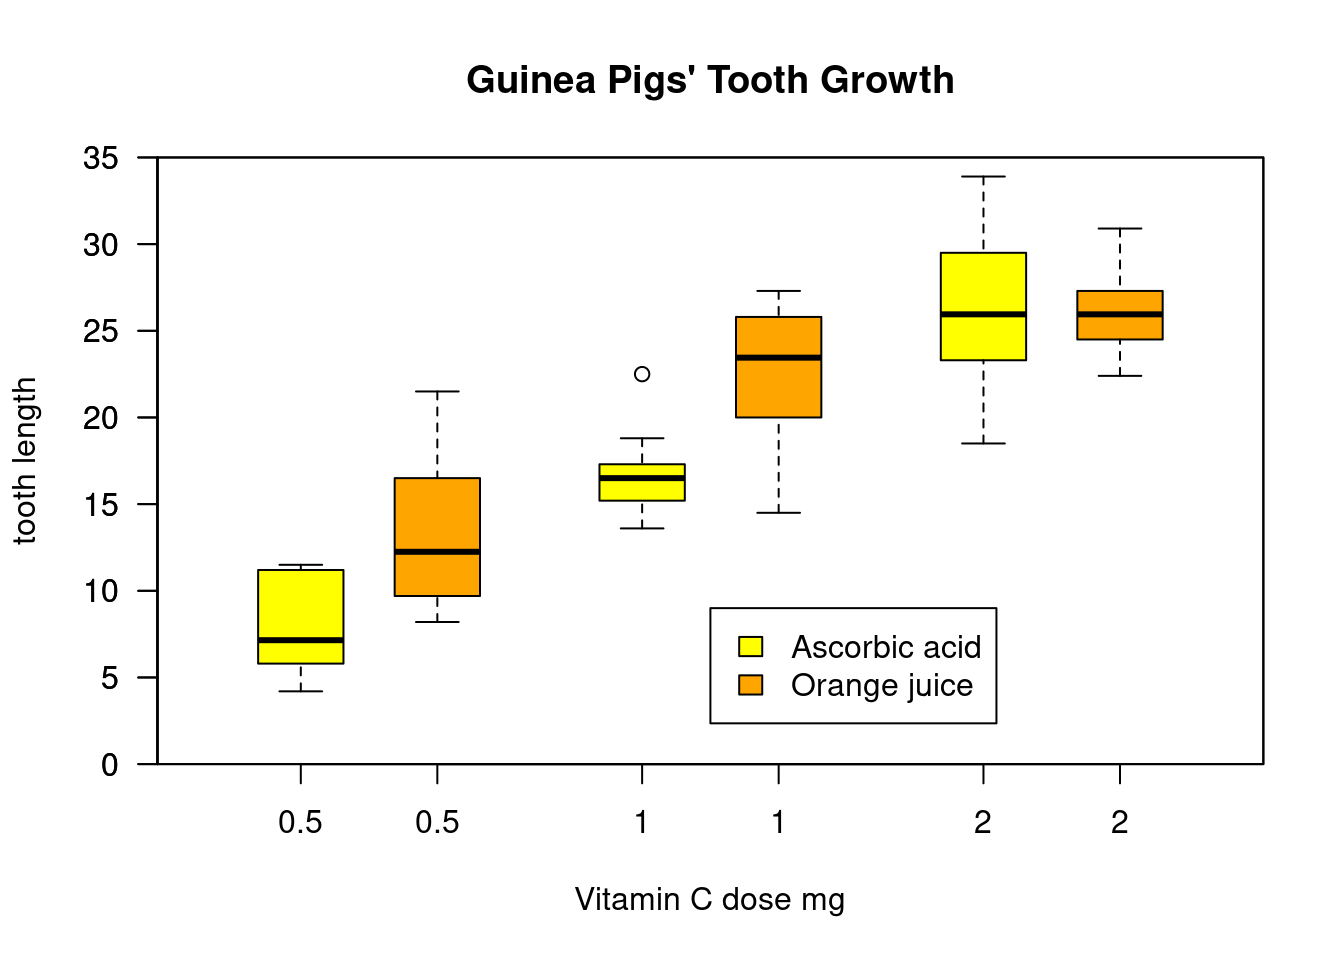 Guinea Pigs' Tooth Growth
35
30
25
20
15
10
5
0
tooth length
Ascorbic acid
Orange juice
0.5 0.5 1 1 2 2
Vitamin C dose mg